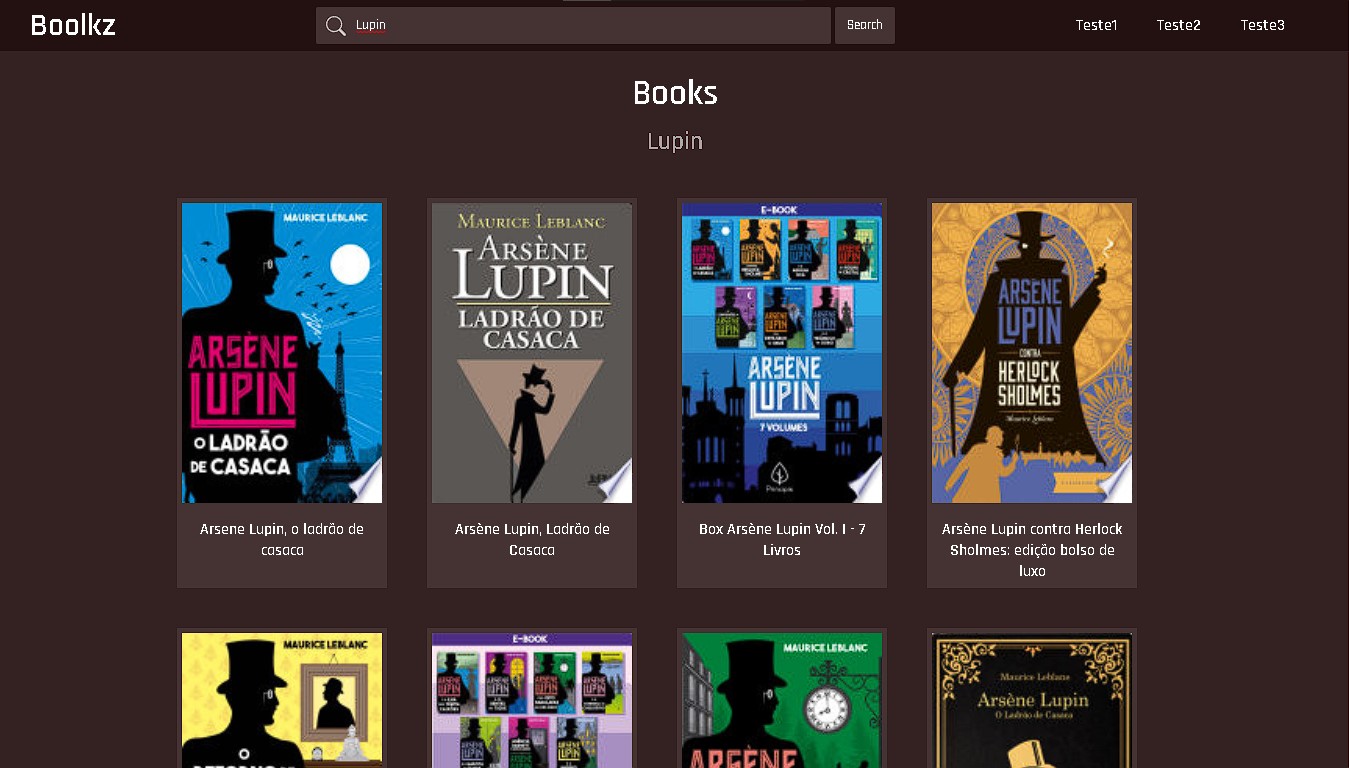 Boolkz
Lupin
Search
Teste1
Teste2
Teste3
Books
Lupin
MAURICE LEBLANC
ARSÈNE
LUPIN
O LADRÃO
DE CASACA
Arsene Lupin, o ladrão de
casaca
MAURICE LEBLANC
ARSÈNE
LUPIN
LADRÃO DE
CASACA
Arsène Lupin, Ladrão de
Casaca
E-BOOK
ARSÈNE
LUPIN
7 VOLUMES
Principis
Box Arsène Lupin Vol. I - 7
Livros
ARSÈNE
LUPIN
CONTRA
HERLOCK
SHOLMES
Maurice Leblanc
Arsène Lupin contra Herlock
Sholmes: edição bolso de
luxo
MAURICE LEBLANC
O
E-BOOK
MAURICE LEBLANC
ARSÈNE
Maurice Leblanc
Arsène Lupin
O Ladrão de Casaca